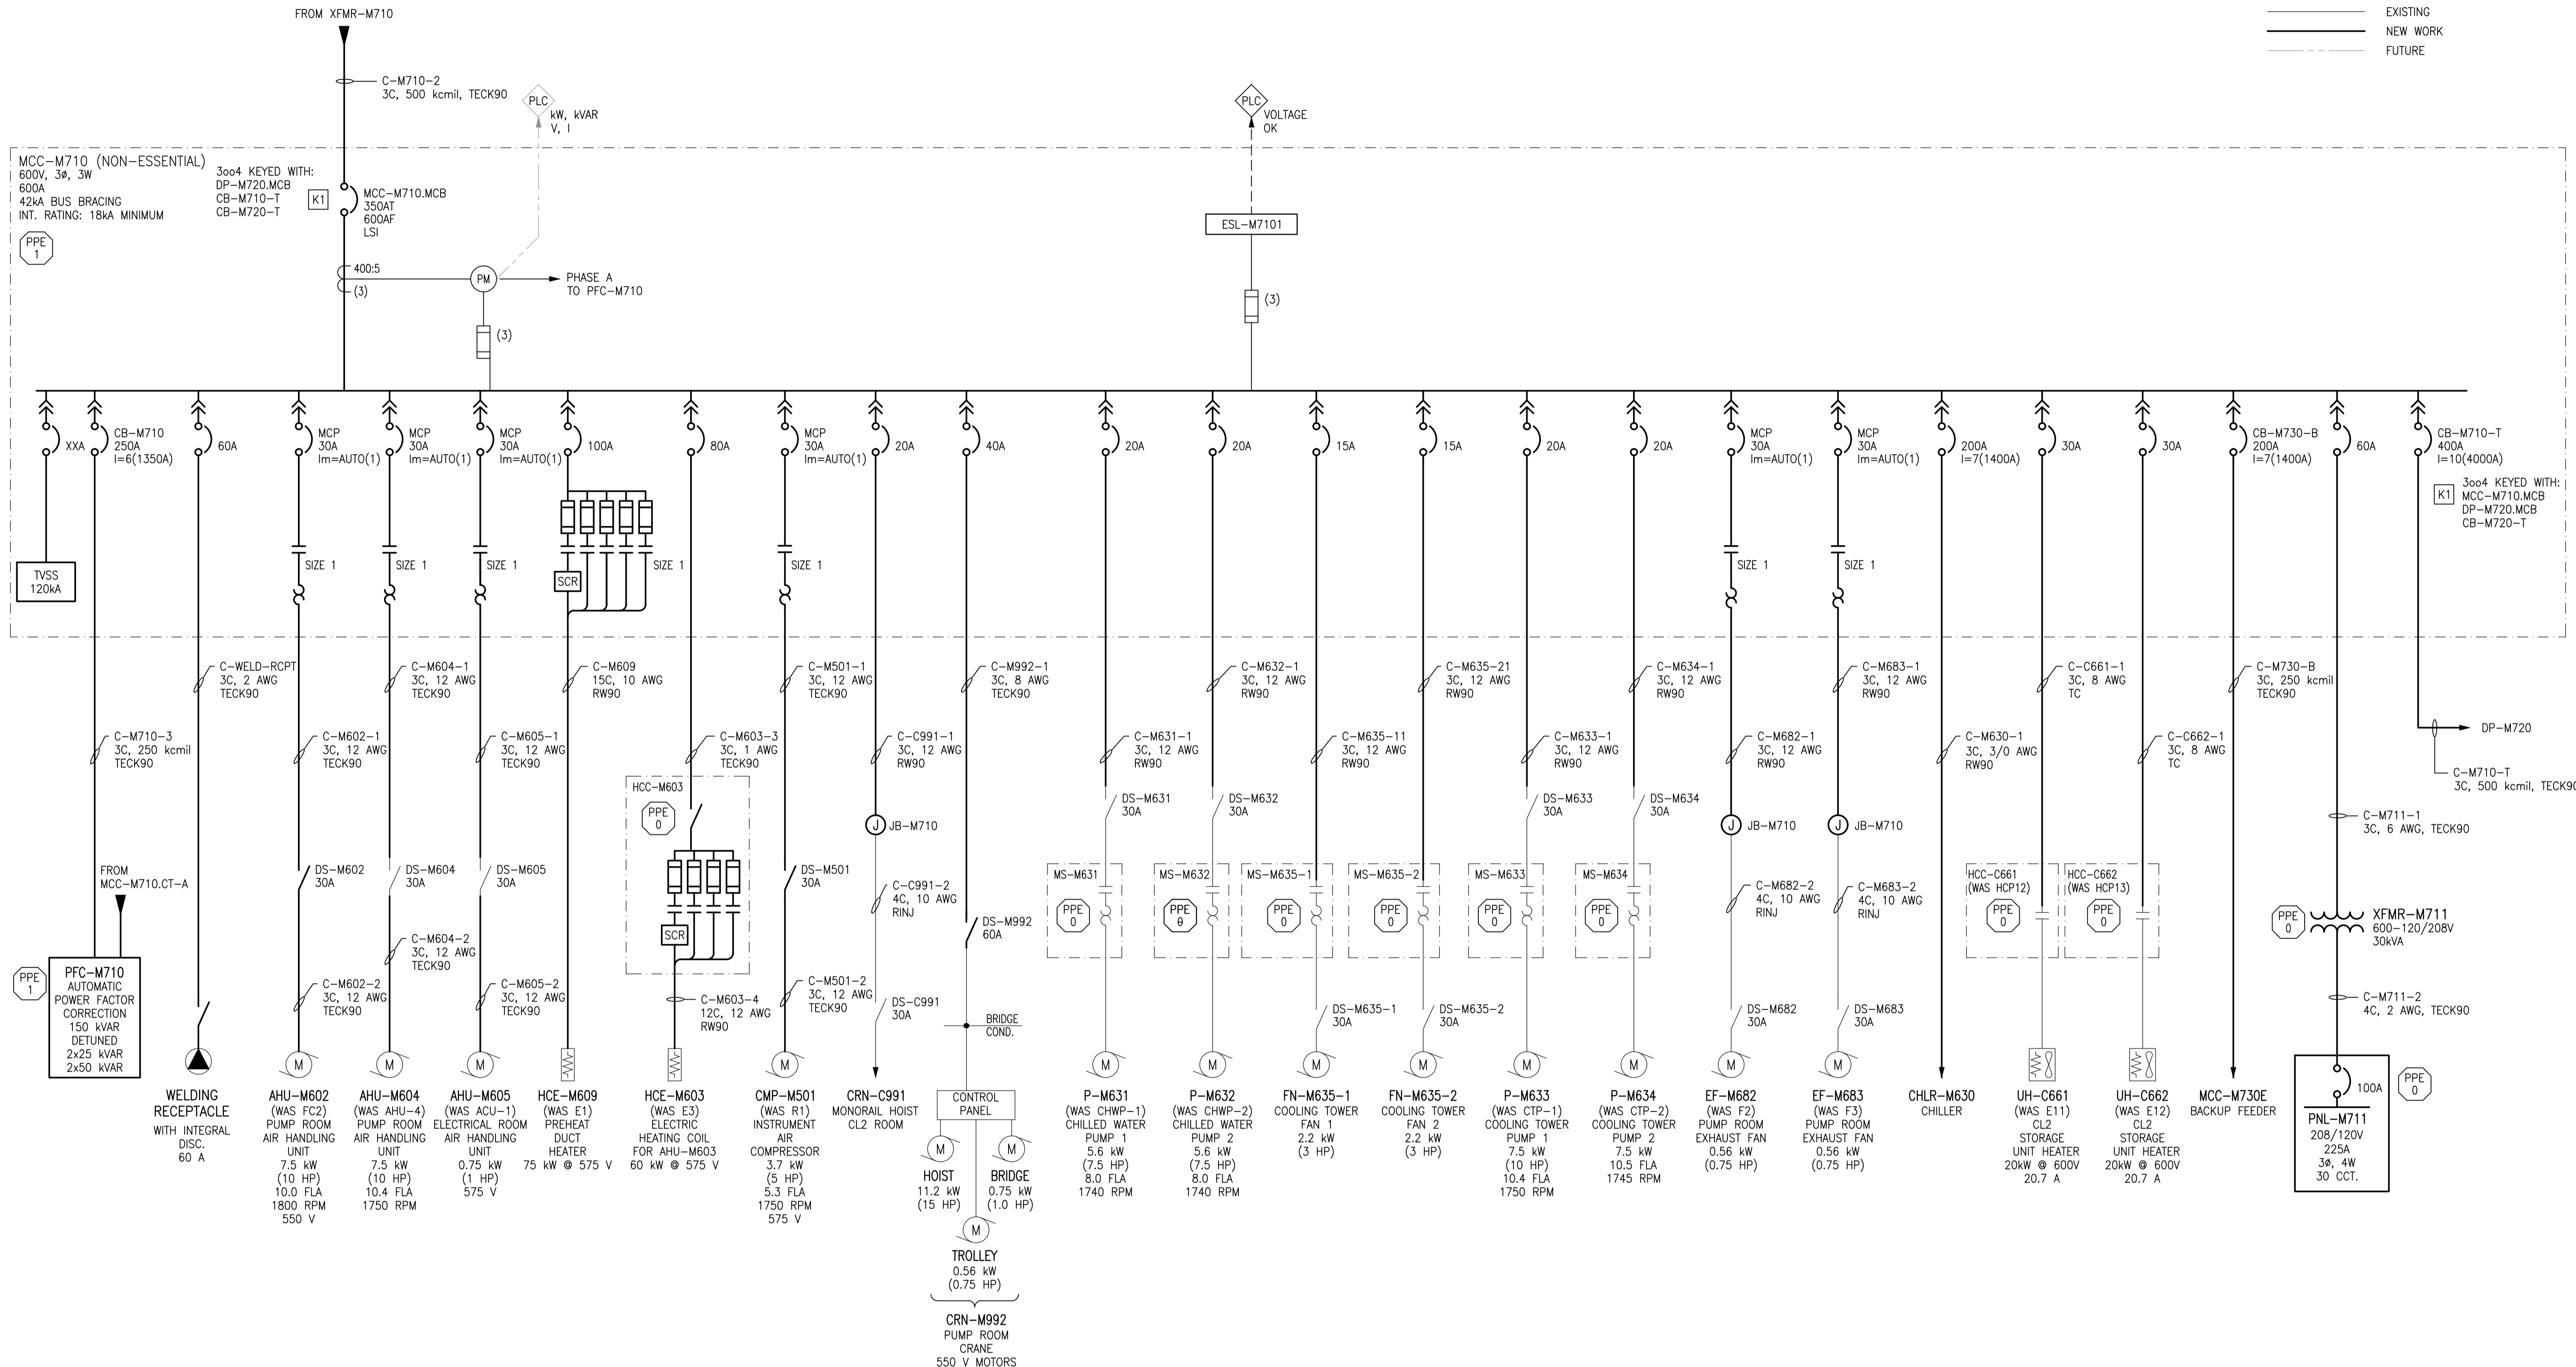 FROM XFMR-M710
EXISTING
NEW WORK
FUTURE
C-M710-2
3C, 500 kcmil, TECK90
PLC
kW, kVAR
V, I
PLC
VOLTAGE
OK
MCC-M710 (NON-ESSENTIAL)
600V, 3ø, 3W
600A
42kA BUS BRACING
INT. RATING: 18kA MINIMUM
PPE
1
3oo4 KEYED WITH:
DP-M720.MCB
CB-M710-T
CB-M720-T
K1
MCC-M710.MCB
350AT
600AF
LSI
400:5
(3)
PM
PHASE A
TO PFC-M710
(3)
ESL-M7101
(3)
XXA
CB-M710
250A
I=6(1350A)
60A
MCP
30A
Im=AUTO(1)
MCP
30A
Im=AUTO(1)
MCP
30A
Im=AUTO(1)
100A
80A
MCP
30A
Im=AUTO(1)
20A
40A
20A
20A
15A
15A
20A
20A
MCP
30A
Im=AUTO(1)
MCP
30A
Im=AUTO(1)
200A
I=7(1400A)
30A
30A
CB-M730-B
200A
I=7(1400A)
60A
CB-M710-T
400A
I=10(4000A)
K1
3oo4 KEYED WITH:
MCC-M710.MCB
DP-M720.MCB
CB-M720-T
TVSS
120kA
SIZE 1
SIZE 1
SIZE 1
SCR
SIZE 1
SIZE 1
SIZE 1
SIZE 1
C-WELD-RCPT
3C, 2 AWG
TECK90
C-M604-1
3C, 12 AWG
TECK90
C-M609
15C, 10 AWG
RW90
C-M501-1
3C, 12 AWG
TECK90
C-M992-1
3C, 8 AWG
TECK90
C-M632-1
3C, 12 AWG
RW90
C-M635-21
3C, 12 AWG
RW90
C-M634-1
3C, 12 AWG
RW90
C-M683-1
3C, 12 AWG
RW90
C-C661-1
3C, 8 AWG
TC
C-M730-B
3C, 250 kcmil
TECK90
C-M710-3
3C, 250 kcmil
TECK90
C-M602-1
3C, 12 AWG
TECK90
C-M605-1
3C, 12 AWG
TECK90
C-M603-3
3C, 1 AWG
TECK90
C-C991-1
3C, 12 AWG
RW90
C-M631-1
3C, 12 AWG
RW90
C-M635-11
3C, 12 AWG
RW90
C-M633-1
3C, 12 AWG
RW90
C-M682-1
3C, 12 AWG
RW90
C-M630-1
3C, 3/0 AWG
RW90
C-C662-1
3C, 8 AWG
TC
DP-M720
C-M710-T
3C, 500 kcmil, TECK90
HCC-M603
PPE
0
SCR
J JB-M710
DS-M631
30A
DS-M632
30A
DS-M633
30A
DS-M634
30A
J JB-M710
J JB-M710
C-M711-1
3C, 6 AWG, TECK90
FROM
MCC-M710.CT-A
DS-M602
30A
DS-M604
30A
DS-M605
30A
DS-M501
30A
C-C991-2
4C, 10 AWG
RINJ
DS-M992
60A
MS-M631
PPE
0
MS-M632
PPE
0
MS-M635-1
PPE
0
MS-M635-2
PPE
0
MS-M633
PPE
0
MS-M634
PPE
0
C-M682-2
4C, 10 AWG
RINJ
C-M683-2
4C, 10 AWG
RINJ
HCC-C661
(WAS HCP12)
PPE
0
HCC-C662
(WAS HCP13)
PPE
0
PPE
0
XFMR-M711
600-120/208V
30kVA
C-M604-2
3C, 12 AWG
TECK90
PPE
1
PFC-M710
AUTOMATIC
POWER FACTOR
CORRECTION
150 kVAR
DETUNED
2x25 kVAR
2x50 kVAR
C-M602-2
3C, 12 AWG
TECK90
C-M605-2
3C, 12 AWG
TECK90
C-M603-4
12C, 12 AWG
RW90
C-M501-2
3C, 12 AWG
TECK90
DS-C991
30A
BRIDGE
COND.
DS-M635-1
30A
DS-M635-2
30A
DS-M682
30A
DS-M683
30A
C-M711-2
4C, 2 AWG, TECK90
WELDING
RECEPTACLE
WITH INTEGRAL
DISC.
60 A
M
AHU-M602
(WAS FC2)
PUMP ROOM
AIR HANDLING
UNIT
7.5 kW
(10 HP)
10.0 FLA
1800 RPM
550 V
M
AHU-M604
(WAS AHU-4)
PUMP ROOM
AIR HANDLING
UNIT
7.5 kW
(10 HP)
10.4 FLA
1750 RPM
M
AHU-M605
(WAS ACU-1)
ELECTRICAL ROOM
AIR HANDLING
UNIT
0.75 kW
(1 HP)
575 V
HCE-M609
(WAS E1)
PREHEAT
DUCT
HEATER
75 kW @ 575 V
HCE-M603
(WAS E3)
ELECTRIC
HEATING COIL
FOR AHU-M603
60 kW @ 575 V
M
CMP-M501
(WAS R1)
INSTRUMENT
AIR
COMPRESSOR
3.7 kW
(5 HP)
5.3 FLA
1750 RPM
575 V
CRN-C991
MONORAIL HOIST
CL2 ROOM
CONTROL
PANEL
M
HOIST
11.2 kW
(15 HP)
M
BRIDGE
0.75 kW
(1.0 HP)
M
TROLLEY
0.56 kW
(0.75 HP)
CRN-M992
PUMP ROOM
CRANE
550 V MOTORS
M
P-M631
(WAS CHWP-1)
CHILLED WATER
PUMP 1
5.6 kW
(7.5 HP)
8.0 FLA
1740 RPM
M
P-M632
(WAS CHWP-2)
CHILLED WATER
PUMP 2
5.6 kW
(7.5 HP)
8.0 FLA
1740 RPM
M
FN-M635-1
COOLING TOWER
FAN 1
2.2 kW
(3 HP)
M
FN-M635-2
COOLING TOWER
FAN 2
2.2 kW
(3 HP)
M
P-M633
(WAS CTP-1)
COOLING TOWER
PUMP 1
7.5 kW
(10 HP)
10.4 FLA
1750 RPM
M
P-M634
(WAS CTP-2)
COOLING TOWER
PUMP 2
7.5 kW
10.5 FLA
1745 RPM
M
EF-M682
(WAS F2)
PUMP ROOM
EXHAUST FAN
0.56 kW
(0.75 HP)
M
EF-M683
(WAS F3)
PUMP ROOM
EXHAUST FAN
0.56 kW
(0.75 HP)
CHLR-M630
CHILLER
UH-C661
(WAS E11)
CL2
STORAGE
UNIT HEATER
20kW @ 600V
20.7 A
UH-C662
(WAS E12)
CL2
STORAGE
UNIT HEATER
20kW @ 600V
20.7 A
MCC-M730E
BACKUP FEEDER
100A
PNL-M711
208/120V
225A
3ø, 4W
30 CCT.
PPE
0